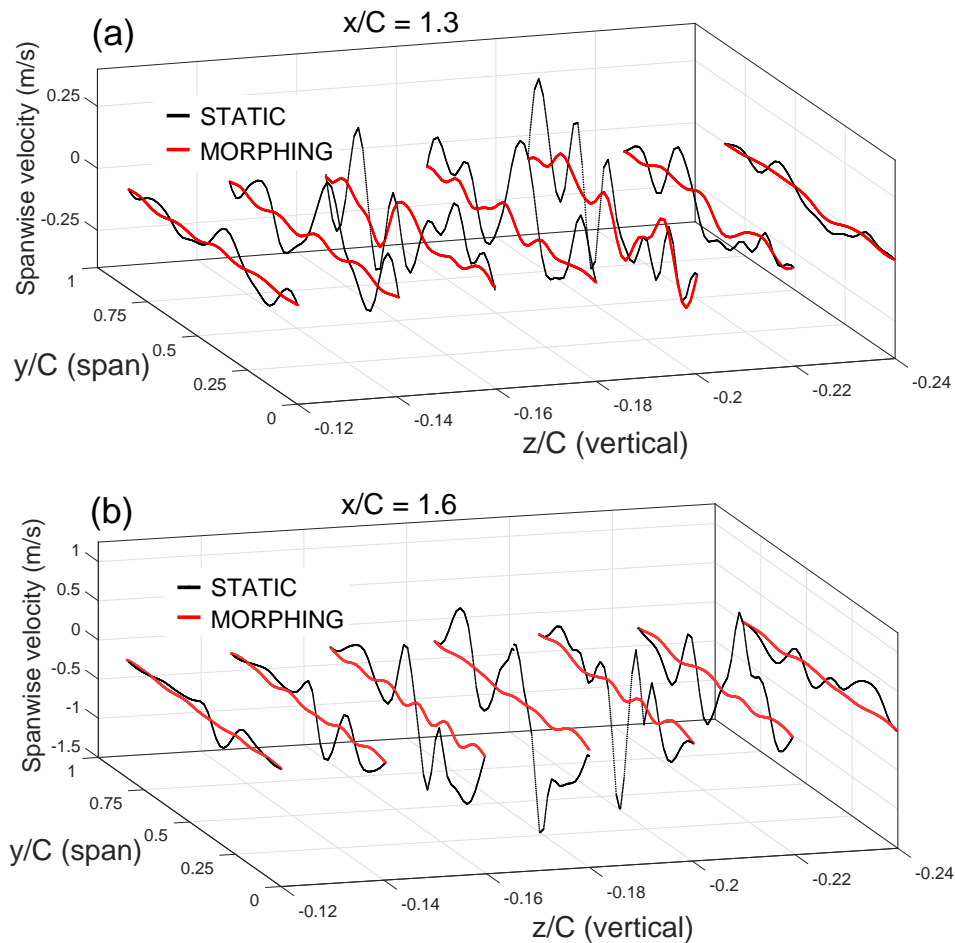 (a)
x/C = 1.3
Spanwise velocity (m/s)
0.25
0
-0.25
STATIC
MORPHING
1
0.75
0.5
0.25
0
y/C (span)
-0.12
-0.14
-0.16
-0.18
-0.2
-0.22
-0.24
z/C (vertical)
(b)
x/C = 1.6
Spanwise velocity (m/s)
1
0.5
0
-0.5
-1
-1.5
STATIC
MORPHING
1
0.75
0.5
0.25
0
y/C (span)
-0.12
-0.14
-0.16
-0.18
-0.2
-0.22
-0.24
z/C (vertical)